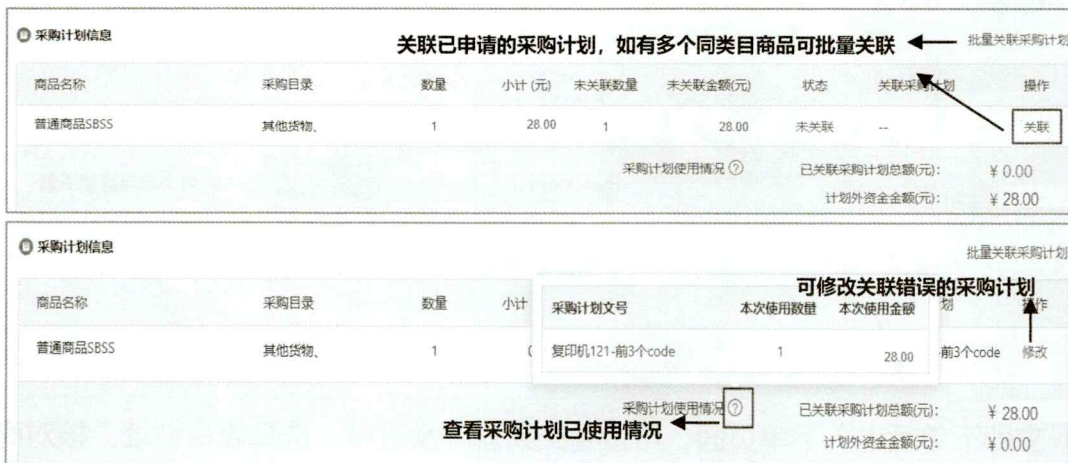 采购计划信息
关联已申请的采购计划，如有多个同类目商品可批量关联
批量关联采购计划
商品名称 采购目录 数量 小计 (元) 未关联数量 未关联金额(元) 状态 关联采购计划 操作
普通商品SBSS 其他货物、 1 28.00 1 28.00 未关联 -- 关联
采购计划使用情况 ? 已关联采购计划总额(元): ¥ 0.00
计划外资金金额(元): ¥ 28.00
采购计划信息
批量关联采购计划
可修改关联错误的采购计划
商品名称 采购目录 数量 小计 划 操作
采购计划文号 本次使用数量 本次使用金额
普通商品SBSS 其他货物、 1 前3个code 修改
复印机121-前3个code 1 28.00
采购计划使用情况 ? 已关联采购计划总额(元): ¥ 28.00
查看采购计划已使用情况
计划外资金金额(元): ¥ 0.00